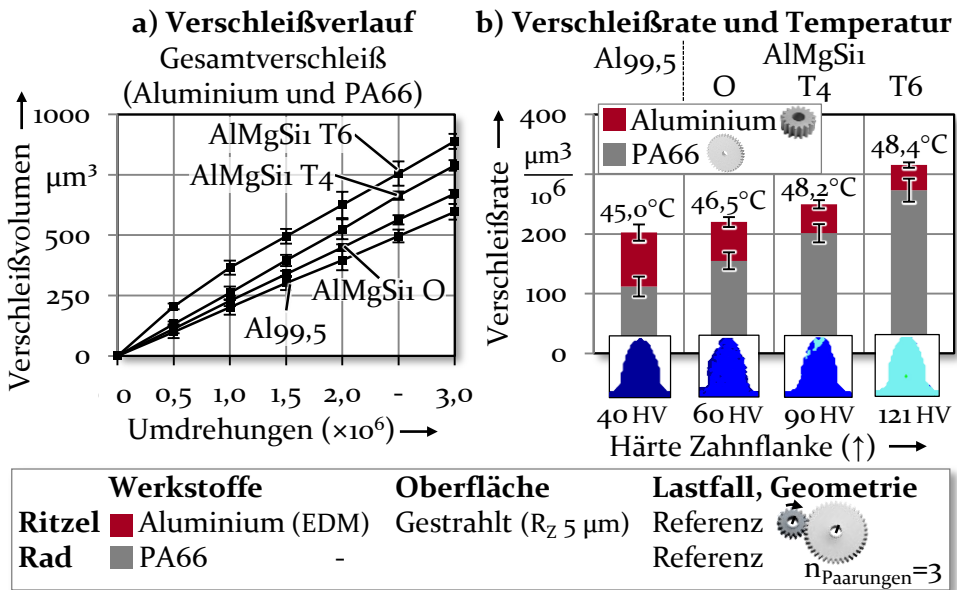 a) Verschleißverlauf
Gesamtverschleiß
(Aluminium und PA66)
Verschleißvolumen
1000
µm³
500
250
0
AlMgSi1 T6
AlMgSi1 T4
AlMgSi1 O
Al99,5
0 0,5 1,0 1,5 2,0 - 3,0
Umdrehungen (×10⁶)
b) Verschleißrate und Temperatur
Al99,5 AlMgSi1
O T4 T6
Verschleißrate
400
µm³
10⁶
200
100
0
Aluminium
PA66
45,0°C 46,5°C 48,2°C 48,4°C
40 HV 60 HV 90 HV 121 HV
Härte Zahnflanke (↑)
Werkstoffe Oberfläche Lastfall, Geometrie
Ritzel Aluminium (EDM) Gestrahlt (R_Z 5 µm) Referenz
Rad PA66 - Referenz
n_Paarungen=3